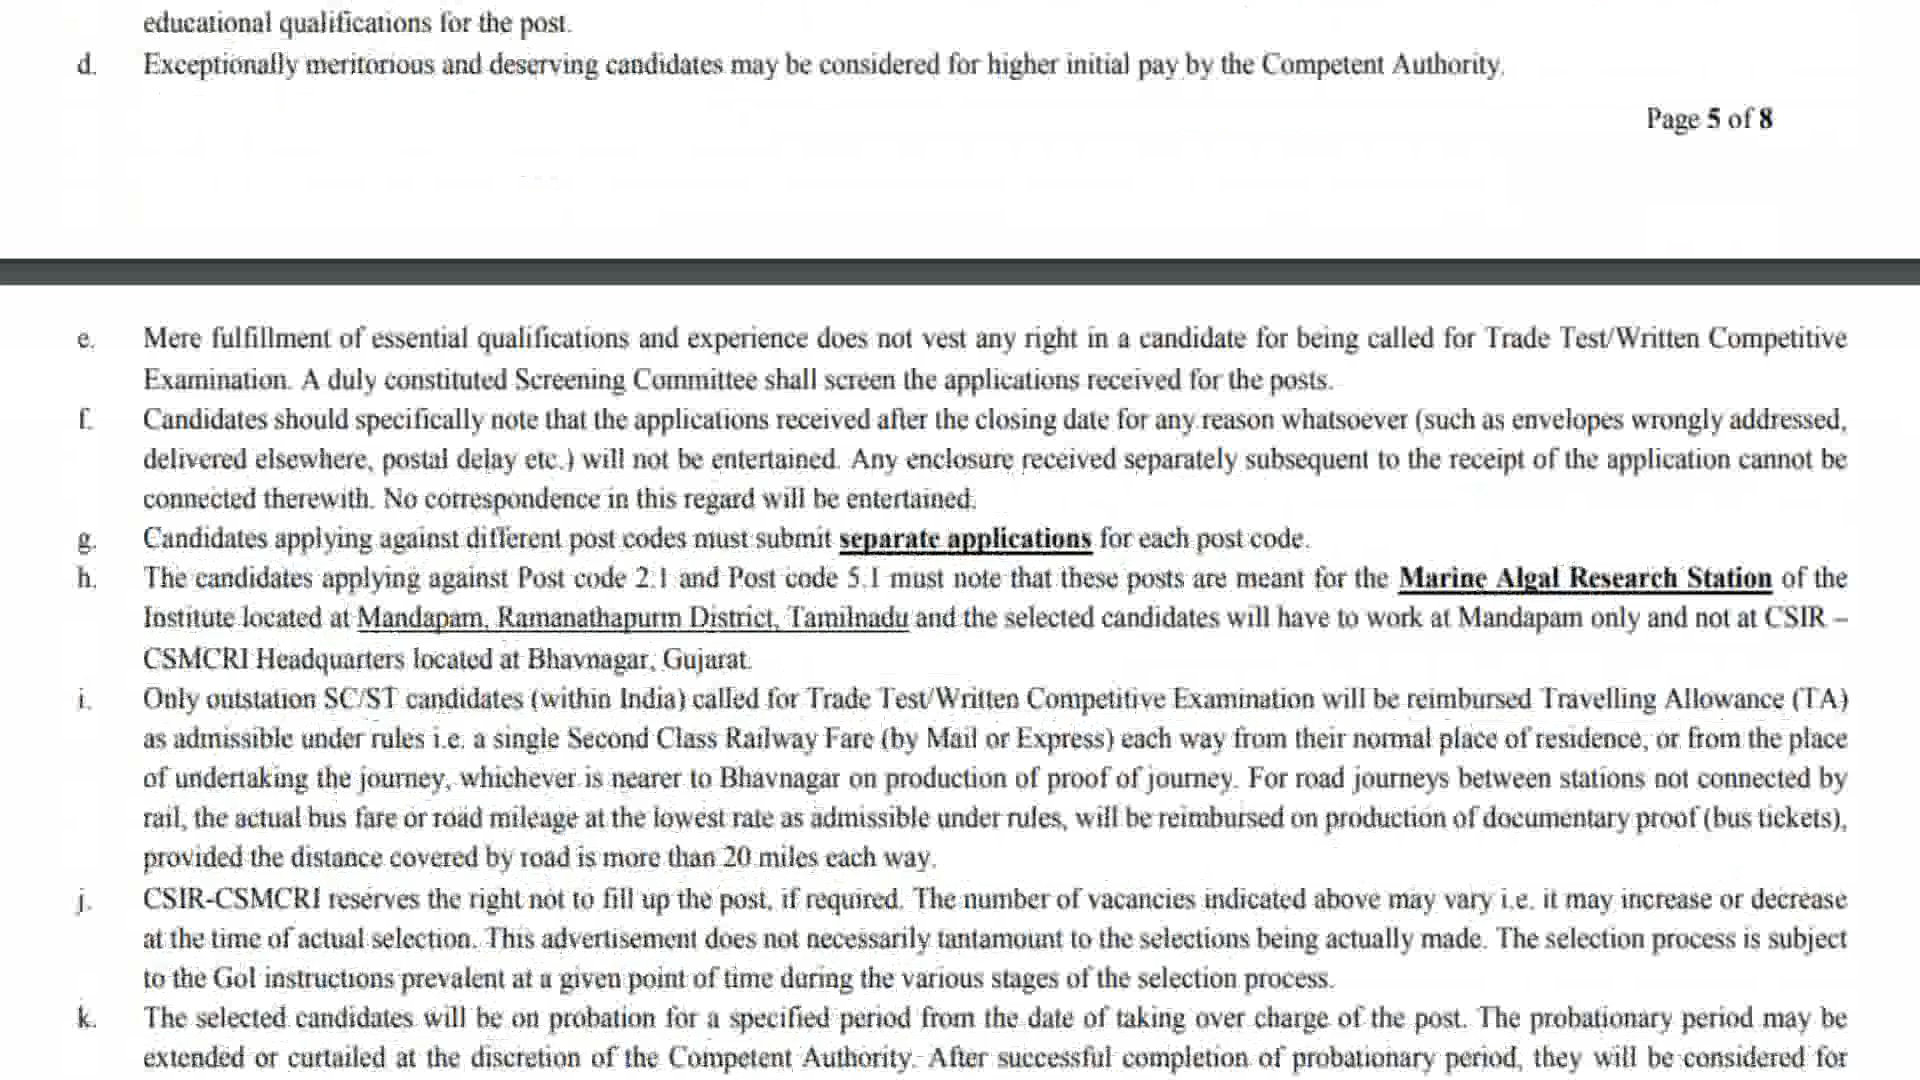 educational qualifications for the post.
d. Exceptionally meritorious and deserving candidates may be considered for higher initial pay by the Competent Authority.
Page 5 of 8
e. Mere fulfillment of essential qualifications and experience does not vest any right in a candidate for being called for Trade Test/Written Competitive
Examination. A duly constituted Screening Committee shall screen the applications received for the posts.
f. Candidates should specifically note that the applications received after the closing date for any reason whatsoever (such as envelopes wrongly addressed,
delivered elsewhere, postal delay etc.) will not be entertained. Any enclosure received separately subsequent to the receipt of the application cannot be
connected therewith. No correspondence in this regard will be entertained.
g. Candidates applying against different post codes must submit separate applications for each post code.
h. The candidates applying against Post code 2.1 and Post code 5.1 must note that these posts are meant for the Marine Algal Research Station of the
Institute located at Mandapam, Ramanathapurm District, Tamilnadu and the selected candidates will have to work at Mandapam only and not at CSIR –
CSMCRI Headquarters located at Bhavnagar, Gujarat.
i. Only outstation SC/ST candidates (within India) called for Trade Test/Written Competitive Examination will be reimbursed Travelling Allowance (TA)
as admissible under rules i.e. a single Second Class Railway Fare (by Mail or Express) each way from their normal place of residence, or from the place
of undertaking the journey, whichever is nearer to Bhavnagar on production of proof of journey. For road journeys between stations not connected by
rail, the actual bus fare or road mileage at the lowest rate as admissible under rules, will be reimbursed on production of documentary proof (bus tickets),
provided the distance covered by road is more than 20 miles each way.
j. CSIR-CSMCRI reserves the right not to fill up the post, if required. The number of vacancies indicated above may vary i.e. it may increase or decrease
at the time of actual selection. This advertisement does not necessarily tantamount to the selections being actually made. The selection process is subject
to the GoI instructions prevalent at a given point of time during the various stages of the selection process.
k. The selected candidates will be on probation for a specified period from the date of taking over charge of the post. The probationary period may be
extended or curtailed at the discretion of the Competent Authority. After successful completion of probationary period, they will be considered for